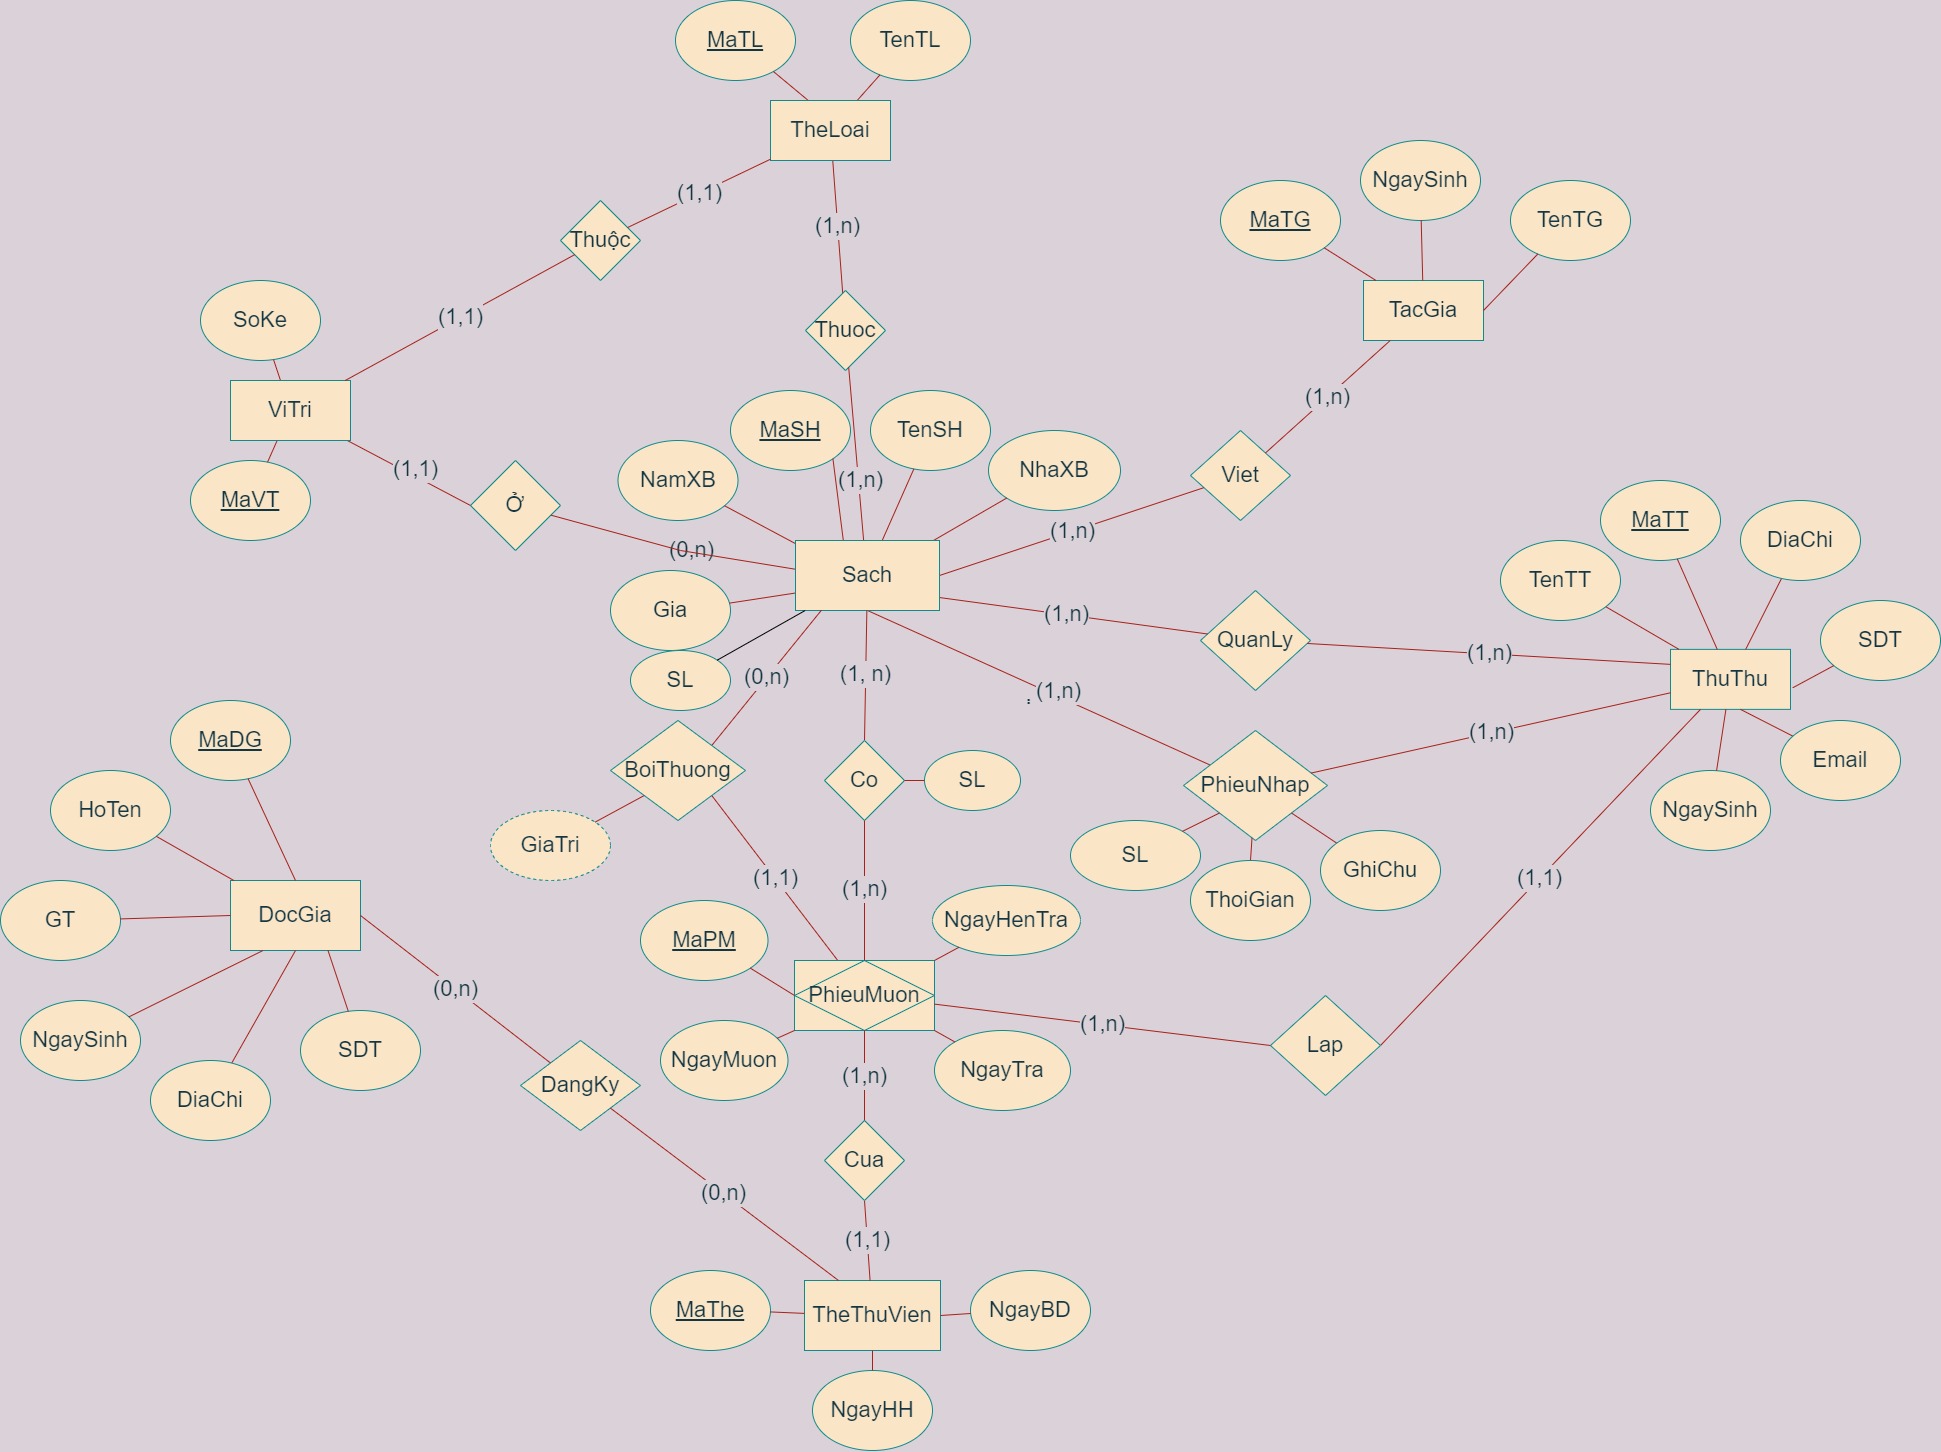 MaTL
TenTL
TheLoai
(1,1)
(1,n)
Thuộc
NgaySinh
MaTG
TenTG
TacGia
SoKe
(1,1)
Thuoc
ViTri
(1,n)
MaSH
TenSH
NhaXB
NamXB
(1,1)
(1,n)
Viet
MaVT
Ở
(0,n)
(1,n)
Sach
MaTT
DiaChi
TenTT
SDT
Gia
(1,n)
QuanLy
(1,n)
ThuThu
SL
(0,n)
(1, n)
: (1,n)
(1,n)
MaDG
BoiThuong
Co
SL
PhieuNhap
Email
NgaySinh
HoTen
GiaTri
SL
GhiChu
ThoiGian
(1,1)
(1,n)
(1,1)
GT
DocGia
MaPM
NgayHenTra
PhieuMuon
(0,n)
(1,n)
NgaySinh
SDT
NgayMuon
NgayTra
Lap
DiaChi
DangKy
(1,n)
Cua
(0,n)
(1,1)
MaThe
TheThuVien
NgayBD
NgayHH